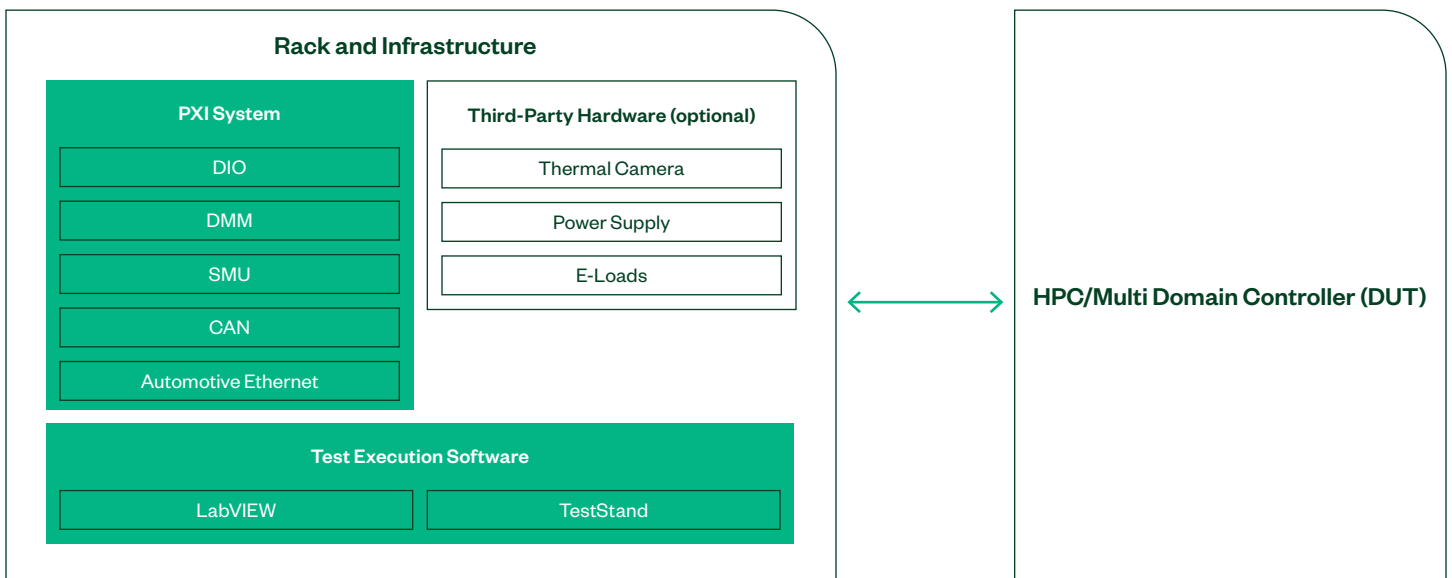 Rack and Infrastructure
PXI System
DIO
DMM
SMU
CAN
Automotive Ethernet
Third-Party Hardware (optional)
Thermal Camera
Power Supply
E-Loads
Test Execution Software
LabVIEW
TestStand
HPC/Multi Domain Controller (DUT)